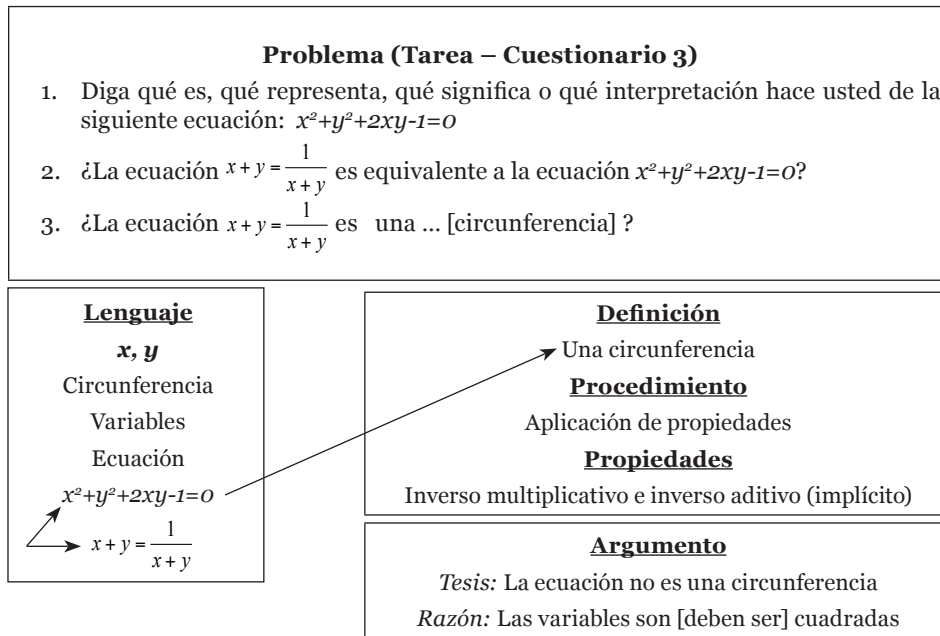 Problema (Tarea – Cuestionario 3)
1. Diga qué es, qué representa, qué significa o qué interpretación hace usted de la
siguiente ecuación: x²+y²+2xy-1=0
2. ¿La ecuación x + y = 1/(x + y) es equivalente a la ecuación x²+y²+2xy-1=0?
3. ¿La ecuación x + y = 1/(x + y) es una ... [circunferencia] ?
Lenguaje
x, y
Circunferencia
Variables
Ecuación
x²+y²+2xy-1=0
x + y = 1/(x + y)
Definición
Una circunferencia
Procedimiento
Aplicación de propiedades
Propiedades
Inverso multiplicativo e inverso aditivo (implícito)
Argumento
Tesis: La ecuación no es una circunferencia
Razón: Las variables son [deben ser] cuadradas